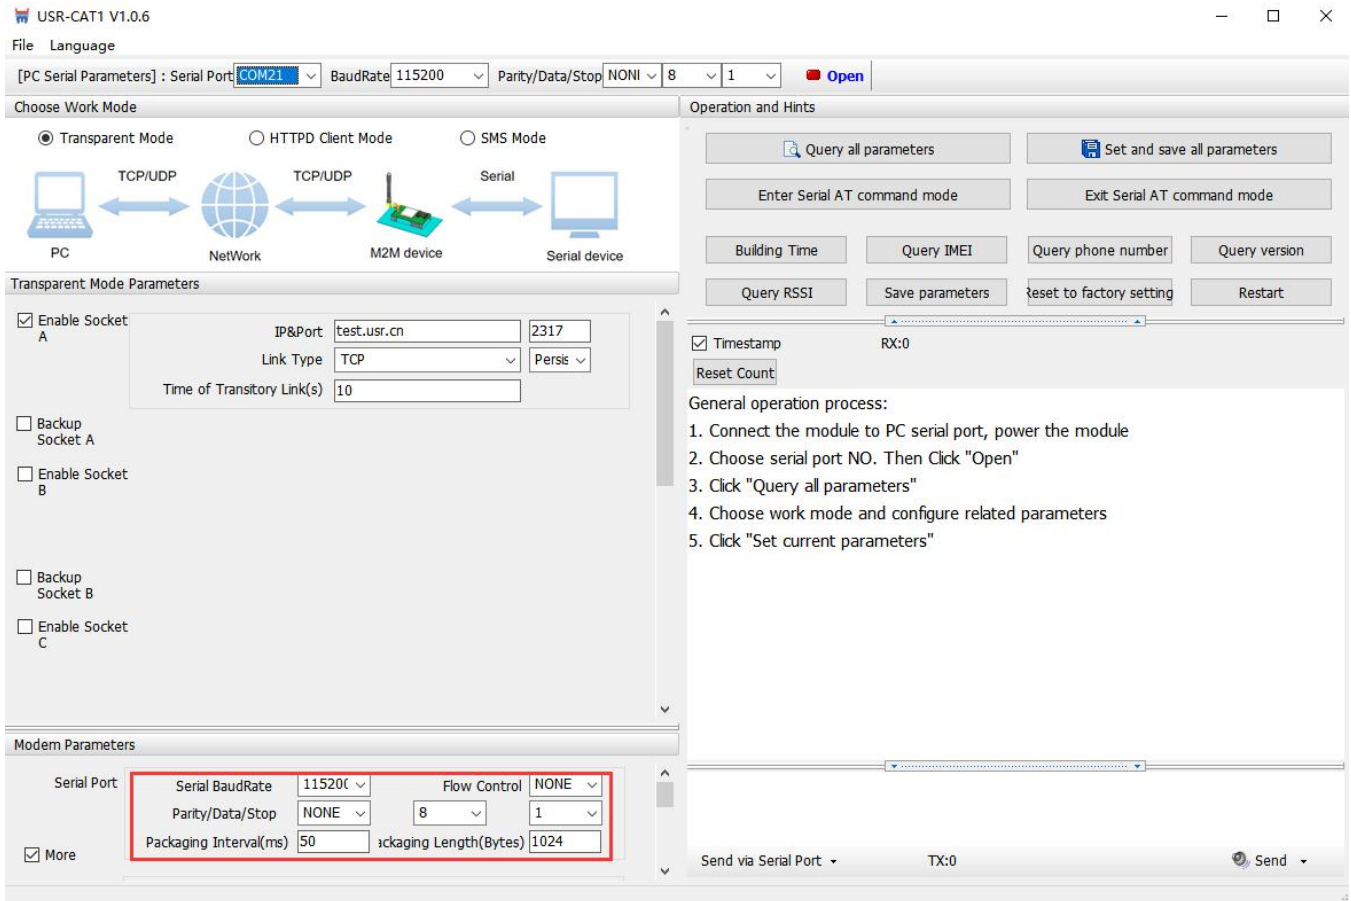 USR-CAT1 V1.0.6
File Language
[PC Serial Parameters] : Serial Port COM21 BaudRate 115200 Parity/Data/Stop NONI 8 1 Open
Choose Work Mode
Transparent Mode HTTPD Client Mode SMS Mode
TCP/UDP TCP/UDP Serial
PC NetWork M2M device Serial device
Transparent Mode Parameters
Enable Socket
A
IP&Port test.usr.cn 2317
Link Type TCP Persis
Time of Transitory Link(s) 10
Backup
Socket A
Enable Socket
B
Backup
Socket B
Enable Socket
C
Modem Parameters
Serial Port
Serial BaudRate 115200 Flow Control NONE
Parity/Data/Stop NONE 8 1
Packaging Interval(ms) 50 ackaging Length(Bytes) 1024
More
Operation and Hints
Query all parameters Set and save all parameters
Enter Serial AT command mode Exit Serial AT command mode
Building Time Query IMEI Query phone number Query version
Query RSSI Save parameters Reset to factory setting Restart
Timestamp RX:0
Reset Count
General operation process:
1. Connect the module to PC serial port, power the module
2. Choose serial port NO. Then Click "Open"
3. Click "Query all parameters"
4. Choose work mode and configure related parameters
5. Click "Set current parameters"
Send via Serial Port TX:0 Send